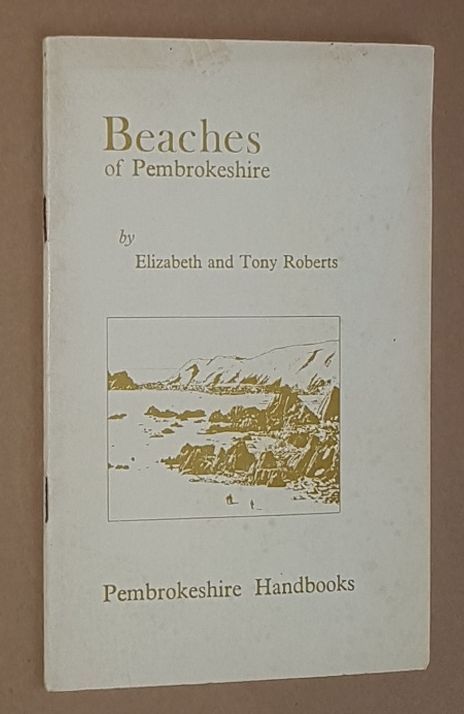 Beaches
of Pembrokeshire
by
Elizabeth and Tony Roberts
Pembrokeshire Handbooks